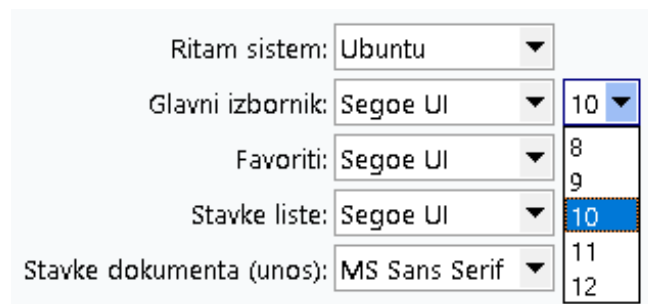 Ritam sistem: Ubuntu
Glavni izbornik: Segoe UI 10
Favoriti: Segoe UI 8
9
Stavke liste: Segoe UI 10
11
Stavke dokumenta (unos): MS Sans Serif 12